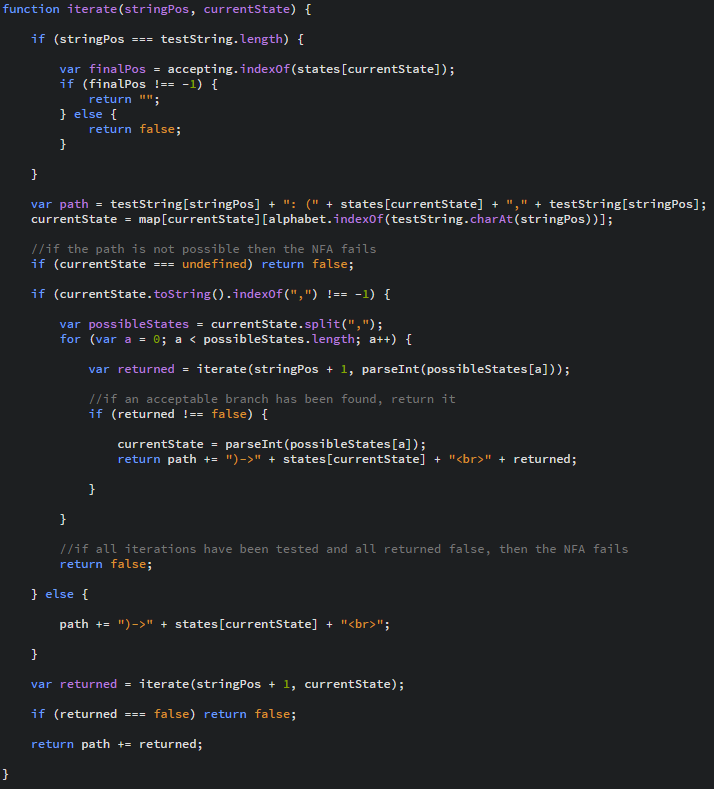 function iterate(stringPos, currentState) {
if (stringPos === testString.length) {
var finalPos = accepting.indexOf(states[currentState]);
if (finalPos !== -1) {
return "";
} else {
return false;
}
}
var path = testString[stringPos] + ": (" + states[currentState] + "," + testString[stringPos];
currentState = map[currentState][alphabet.indexOf(testString.charAt(stringPos))];
//if the path is not possible then the NFA fails
if (currentState === undefined) return false;
if (currentState.toString().indexOf(",") !== -1) {
var possibleStates = currentState.split(",");
for (var a = 0; a < possibleStates.length; a++) {
var returned = iterate(stringPos + 1, parseInt(possibleStates[a]));
//if an acceptable branch has been found, return it
if (returned !== false) {
currentState = parseInt(possibleStates[a]);
return path += ")->" + states[currentState] + "<br>" + returned;
}
}
//if all iterations have been tested and all returned false, then the NFA fails
return false;
} else {
path += ")->" + states[currentState] + "<br>";
}
var returned = iterate(stringPos + 1, currentState);
if (returned === false) return false;
return path += returned;
}